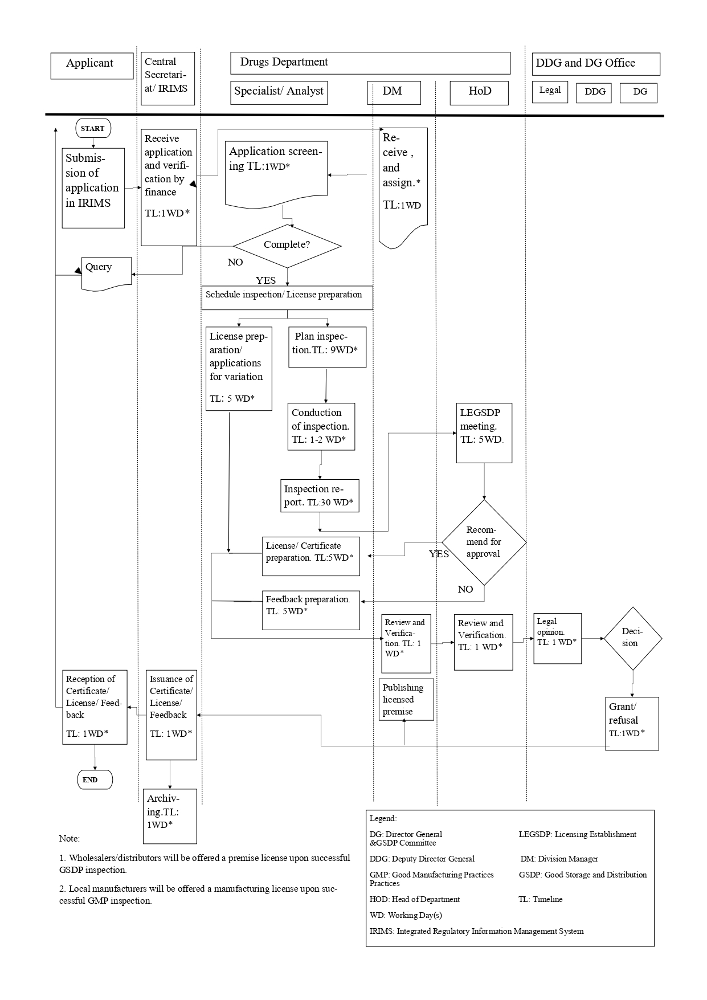 Applicant
Central
Secretari-
at/ IRIMS
Drugs Department
DDG and DG Office
Specialist/ Analyst
DM
HoD
Legal
DDG
DG
START
Submis-
sion of
application
in IRIMS
Receive
application
and verifi-
cation by
finance
TL:1WD*
Application screen-
ing TL:1WD*
Re-
ceive ,
and
assign.*
TL:1WD
Complete?
NO
YES
Query
Schedule inspection/ License preparation
License prep-
aration/
applications
for variation
TL: 5 WD*
Plan inspec-
tion.TL: 9WD*
Conduction
of inspection.
TL: 1-2 WD*
LEGSDP
meeting.
TL: 5WD.
Inspection re-
port. TL:30 WD*
Recom-
mend for
approval
YES
NO
License/ Certificate
preparation. TL:5WD*
Feedback preparation.
TL: 5WD*
Review and
Verifica-
tion. TL: 1
WD*
Review and
Verification.
TL: 1 WD*
Legal
opinion.
TL: 1 WD*
Deci-
sion
Reception of
Certificate/
License/ Feed-
back
TL: 1WD*
Issuance of
Certificate/
License/
Feedback
TL: 1WD*
Publishing
licensed
premise
Grant/
refusal
TL:1WD*
END
Archiv-
ing.TL:
1WD*
Note:
1. Wholesalers/distributors will be offered a premise license upon successful
GSDP inspection.
2. Local manufacturers will be offered a manufacturing license upon suc-
cessful GMP inspection.
Legend:
DG: Director General LEGSDP: Licensing Establishment
&GSDP Committee
DDG: Deputy Director General DM: Division Manager
GMP: Good Manufacturing Practices GSDP: Good Storage and Distribution
Practices
HOD: Head of Department TL: Timeline
WD: Working Day(s)
IRIMS: Integrated Regulatory Information Management System